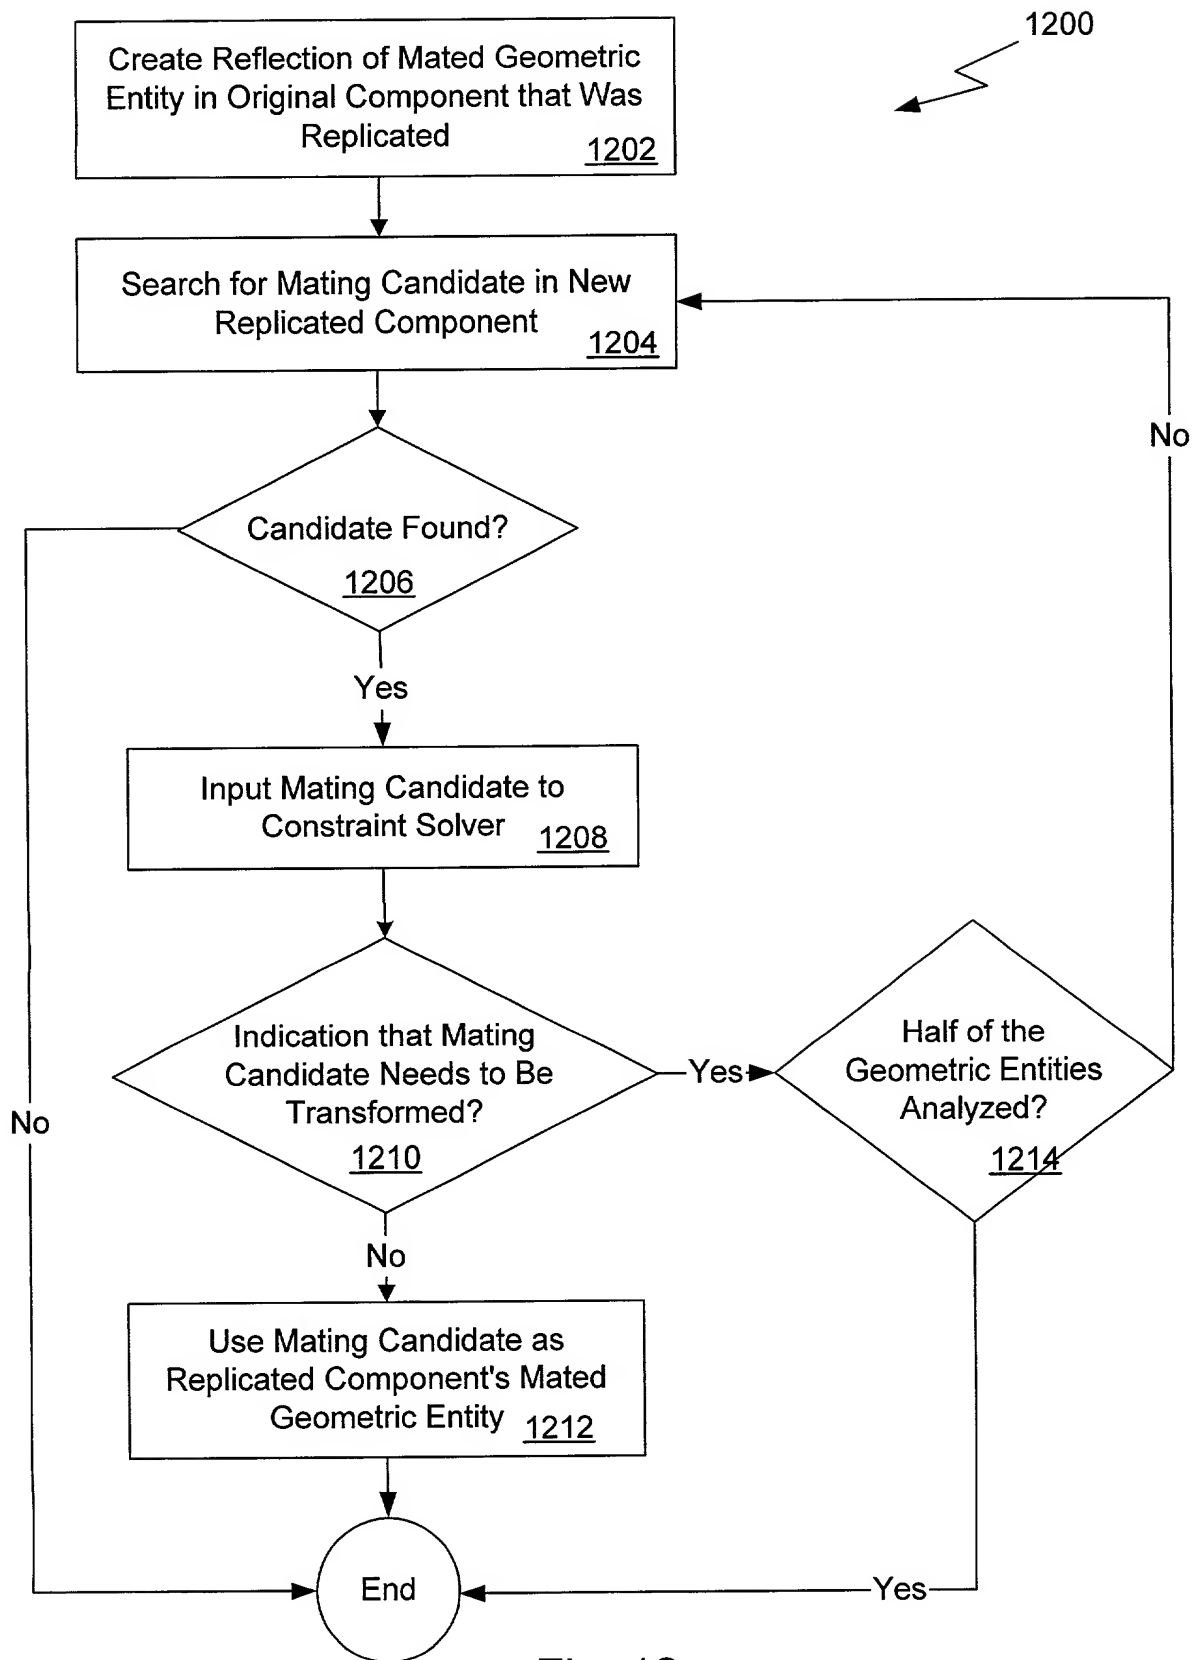 1200
Create Reflection of Mated Geometric
Entity in Original Component that Was
Replicated
1202
Search for Mating Candidate in New
Replicated Component
1204
No
Candidate Found?
1206
Yes
Input Mating Candidate to
Constraint Solver
1208
Indication that Mating
Candidate Needs to Be
Transformed?
1210
Yes
Half of the
Geometric Entities
Analyzed?
1214
No
No
Use Mating Candidate as
Replicated Component's Mated
Geometric Entity
1212
End
Yes